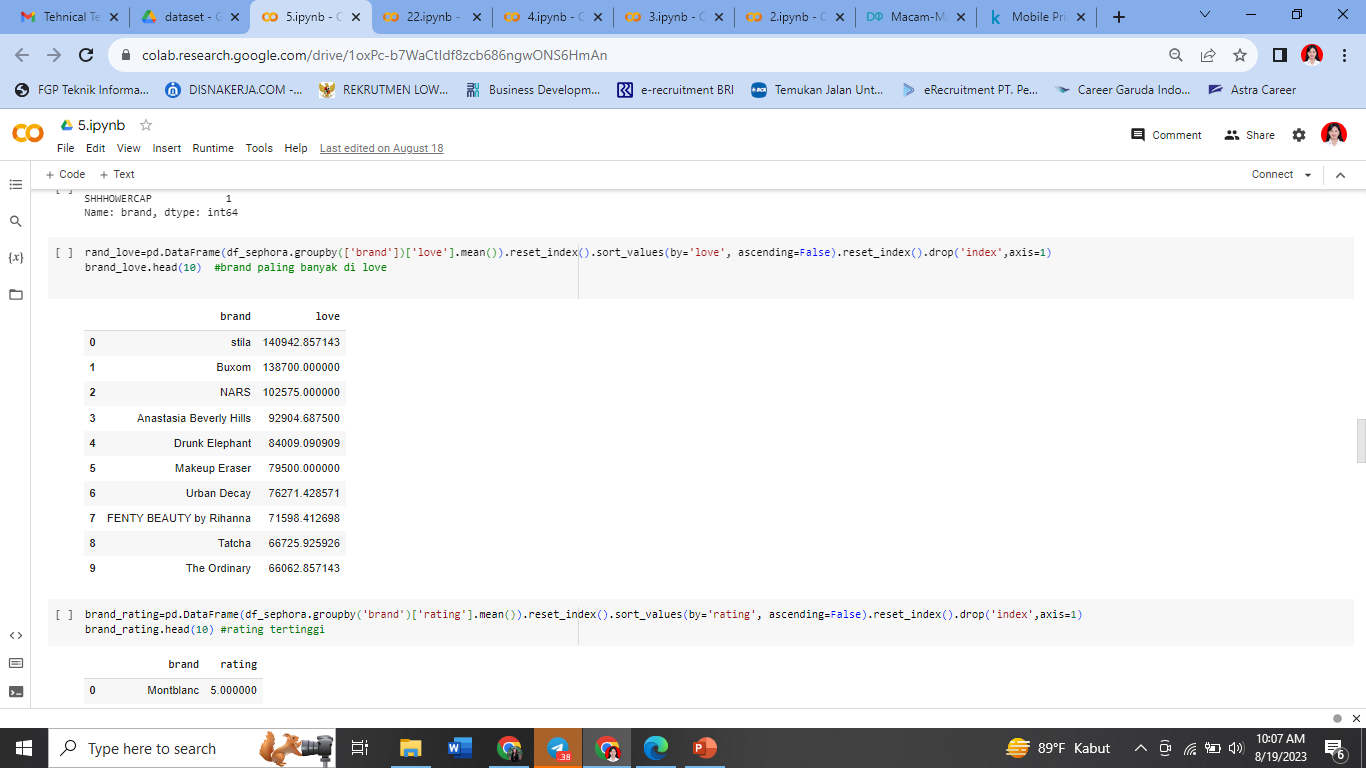 Tehnical Te
dataset - G
5.ipynb - C
22.ipynb -
4.ipynb - C
3.ipynb - C
2.ipynb - C
Macam-Ma
Mobile Pri
colab.research.google.com/drive/1oxPc-b7WaCtIdf8zcb686ngwONS6HmAn
FGP Teknik Informa...
DISNAKERJA.COM -...
REKRUTMEN LOW...
Business Developm...
e-recruitment BRI
Temukan Jalan Unt...
eRecruitment PT. Pe...
Career Garuda Indo...
Astra Career
5.ipynb
Comment
Share
File Edit View Insert Runtime Tools Help Last edited on August 18
+ Code + Text
Connect
SHHHOWERCAP 1
Name: brand, dtype: int64
[ ] rand_love=pd.DataFrame(df_sephora.groupby(['brand'])['love'].mean()).reset_index().sort_values(by='love', ascending=False).reset_index().drop('index',axis=1)
brand_love.head(10) #brand paling banyak di love
brand love
0 stila 140942.857143
1 Buxom 138700.000000
2 NARS 102575.000000
3 Anastasia Beverly Hills 92904.687500
4 Drunk Elephant 84009.090909
5 Makeup Eraser 79500.000000
6 Urban Decay 76271.428571
7 FENTY BEAUTY by Rihanna 71598.412698
8 Tatcha 66725.925926
9 The Ordinary 66062.857143
[ ] brand_rating=pd.DataFrame(df_sephora.groupby('brand')['rating'].mean()).reset_index().sort_values(by='rating', ascending=False).reset_index().drop('index',axis=1)
brand_rating.head(10) #rating tertinggi
brand rating
0 Montblanc 5.000000
Type here to search
.38
89°F Kabut
10:07 AM
8/19/2023
6